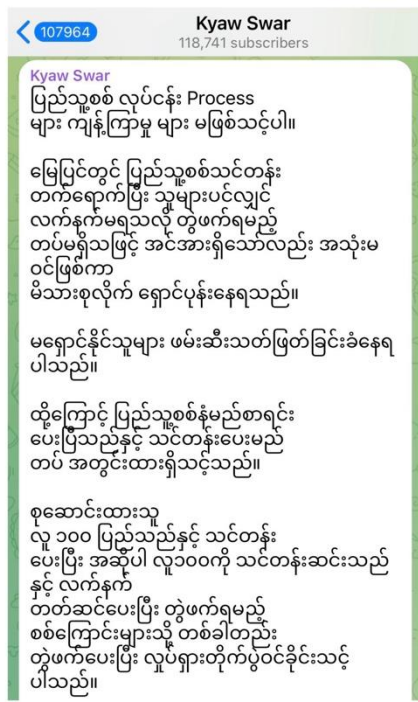 107964
Kyaw Swar
118,741 subscribers
Kyaw Swar
ပြည်သူ့စစ် လုပ်ငန်း Process
များ ကျန့်ကြာမှု များ မဖြစ်သင့်ပါ။
မြေပြင်တွင် ပြည်သူ့စစ်သင်တန်း
တက်ရောက်ပြီး သူများပင်လျှင်
လက်နက်မရသလို တွဲဖက်ရမည့်
တပ်မရှိသဖြင့် အင်အားရှိသော်လည်း အသုံးမ
ဝင်ဖြစ်ကာ
မိသားစုလိုက် ရှောင်ပုန်းနေရသည်။
မရှောင်နိုင်သူများ ဖမ်းဆီးသတ်ဖြတ်ခြင်းခံနေရ
ပါသည်။
ထို့ကြောင့် ပြည်သူ့စစ်နံမည်စာရင်း
ပေးပြီသည်နှင့် သင်တန်းပေးမည်
တပ် အတွင်းထားရှိသင့်သည်။
စုဆောင်းထားသူ
လူ ၁၀၀ ပြည့်သည်နှင့် သင်တန်း
ပေးပြီး အဆိုပါ လူ၁၀၀ကို သင်တန်းဆင်းသည်
နှင့် လက်နက်
တတ်ဆင်ပေးပြီး တွဲဖက်ရမည့်
စစ်ကြောင်းများသို့ တစ်ခါတည်း
တွဲဖက်ပေးပြီး လှုပ်ရှားတိုက်ပွဲဝင်ခိုင်းသင့်
ပါသည်။